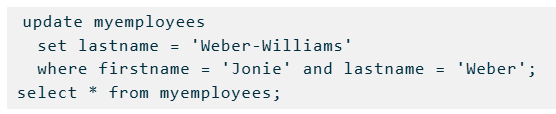 update myemployees
set lastname = 'Weber-Williams'
where firstname = 'Jonie' and lastname = 'Weber';
select * from myemployees;